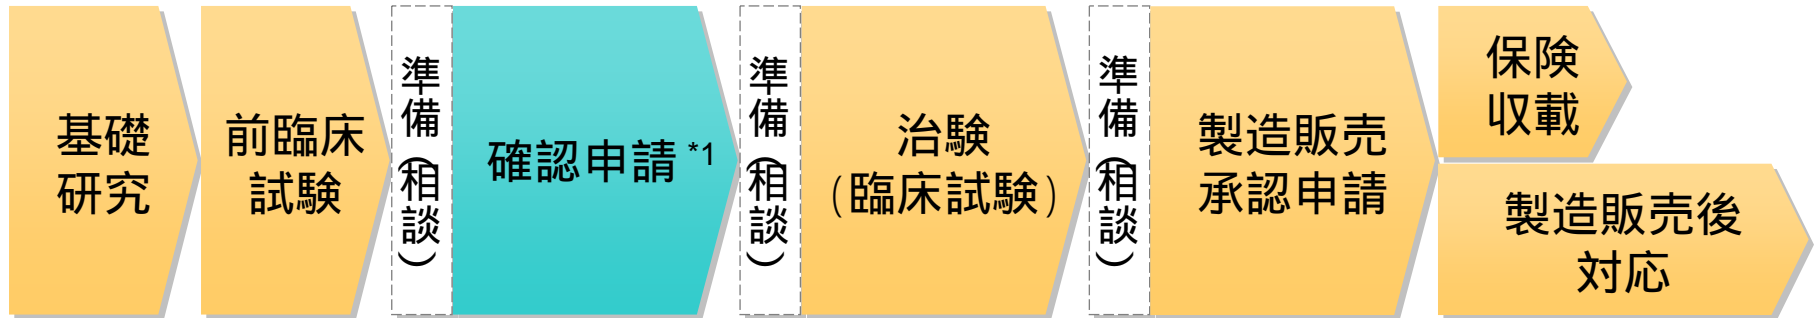 基礎
研究
前臨床
試験
準備(相談)
確認申請 *1
準備(相談)
治験
(臨床試験)
準備(相談)
製造販売
承認申請
保険
収載
製造販売後
対応